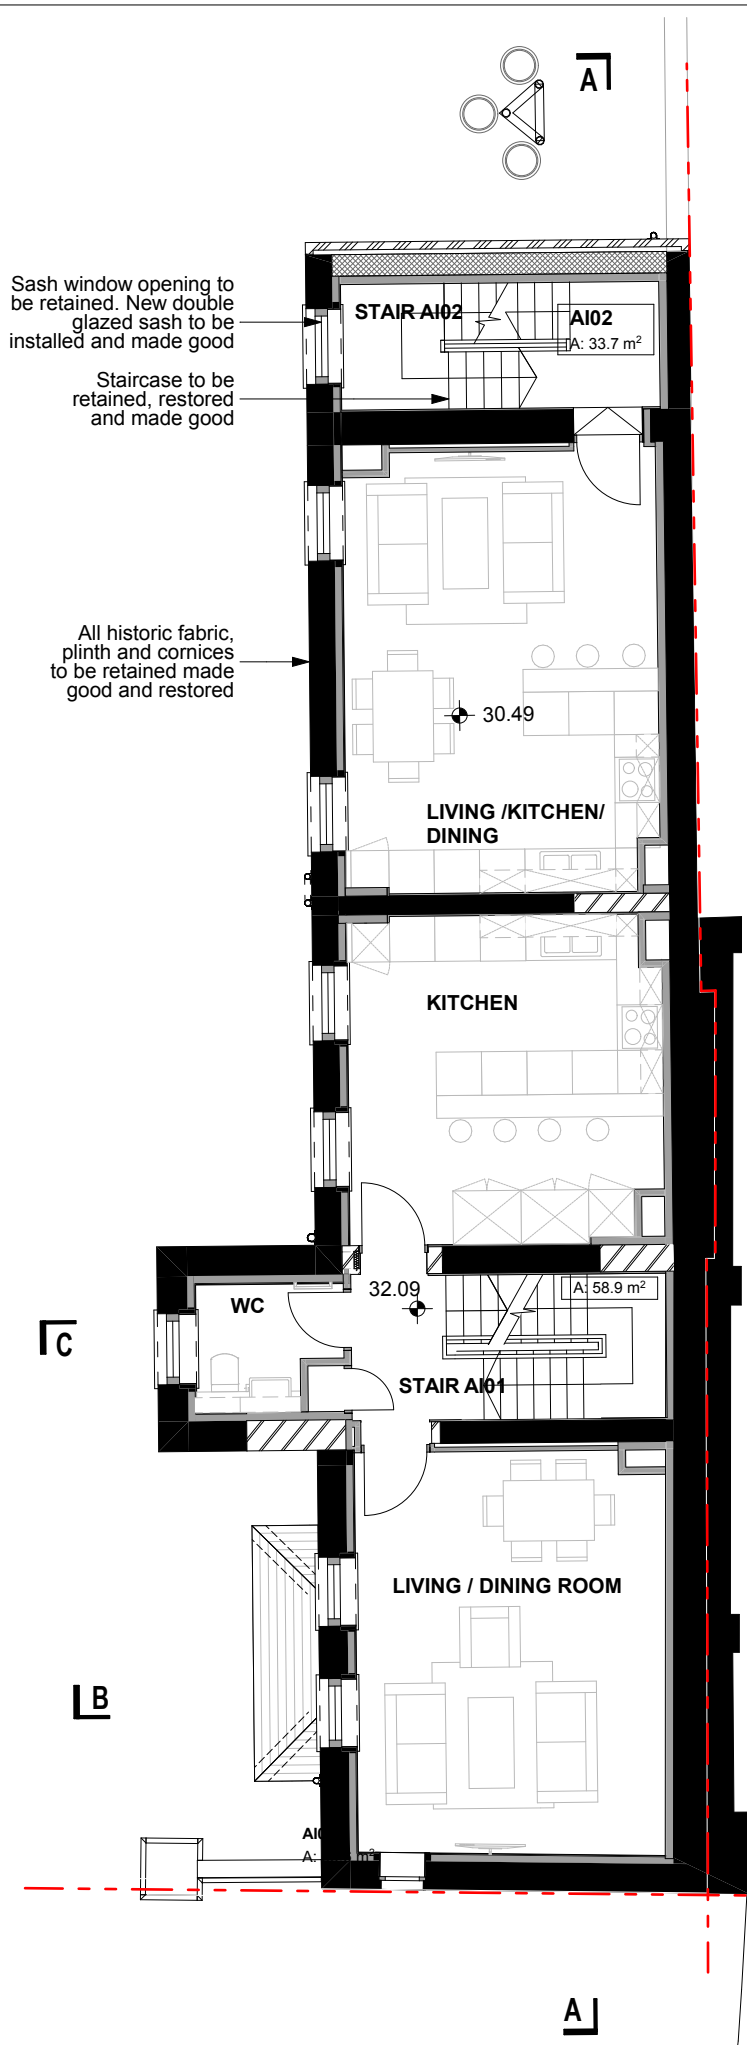 A
Sash window opening to
be retained. New double
glazed sash to be
installed and made good
STAIR AI02
AI02
A: 33.7 m²
Staircase to be
retained, restored
and made good
All historic fabric,
plinth and cornices
to be retained made
good and restored
30.49
LIVING /KITCHEN/
DINING
KITCHEN
WC
32.09
A: 58.9 m²
C
STAIR AI01
LIVING / DINING ROOM
B
A:
A